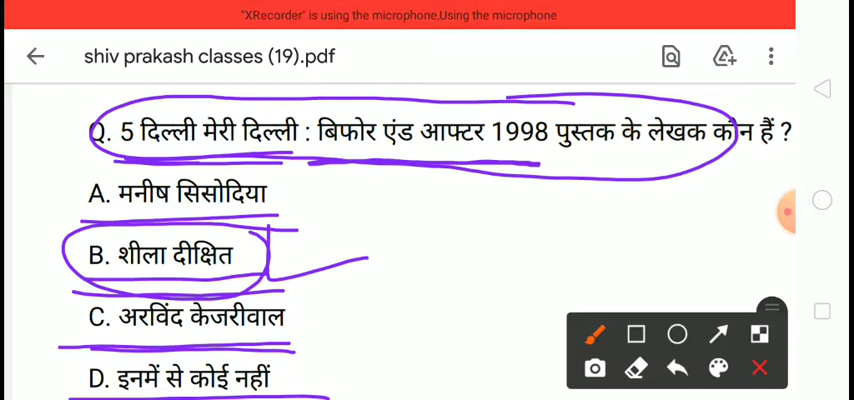 "XRecorder" is using the microphone,Using the microphone
shiv prakash classes (19).pdf
Q. 5 दिल्ली मेरी दिल्ली : बिफोर एंड आफ्टर 1998 पुस्तक के लेखक कौन हैं ?
A. मनीष सिसोदिया
B. शीला दीक्षित
C. अरविंद केजरीवाल
D. इनमें से कोई नहीं